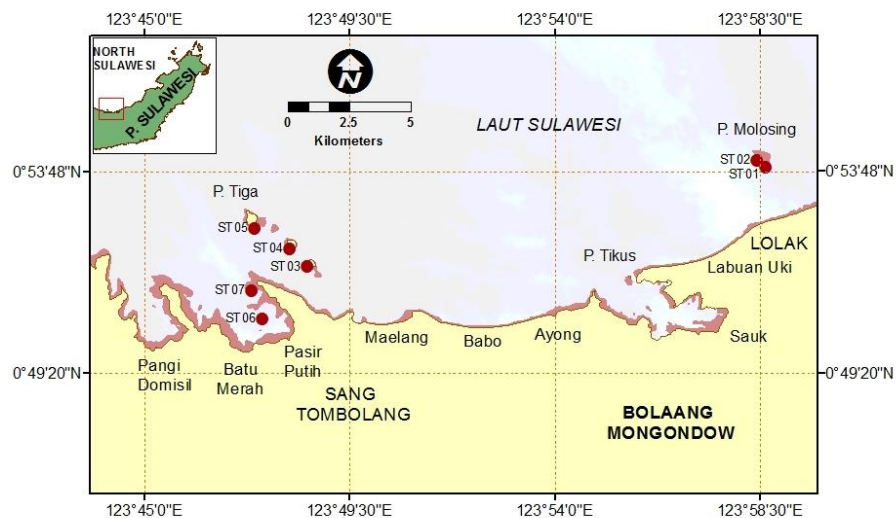 123°45'0"E 123°49'30"E 123°54'0"E 123°58'30"E
NORTH
SULAWESI
P. SULAWESI
N
0 2.5 5
Kilometers
LAUT SULAWESI
P. Molosing
ST 02
ST 01
0°53'48"N 0°53'48"N
P. Tiga
ST 05
ST 04
ST 03
P. Tikus
LOLAK
Labuan Uki
ST 07
ST 06
Maelang
Babo
Ayong
Sauk
Pangi
Domisil
Batu
Merah
Pasir
Putih
0°49'20"N 0°49'20"N
SANG
TOMBOLANG
BOLAANG
MONGONDOW
123°45'0"E 123°49'30"E 123°54'0"E 123°58'30"E